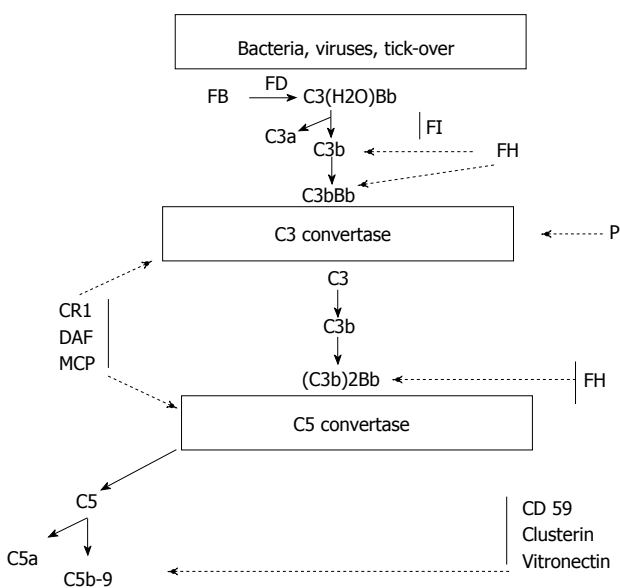 Bacteria, viruses, tick-over
FD
FB
C3(H2O)Bb
C3a
FI
C3b
FH
C3bBb
C3 convertase
P
C3
CR1
DAF
MCP
C3b
(C3b)2Bb
FH
C5 convertase
C5
CD 59
Clusterin
Vitronectin
C5a
C5b-9